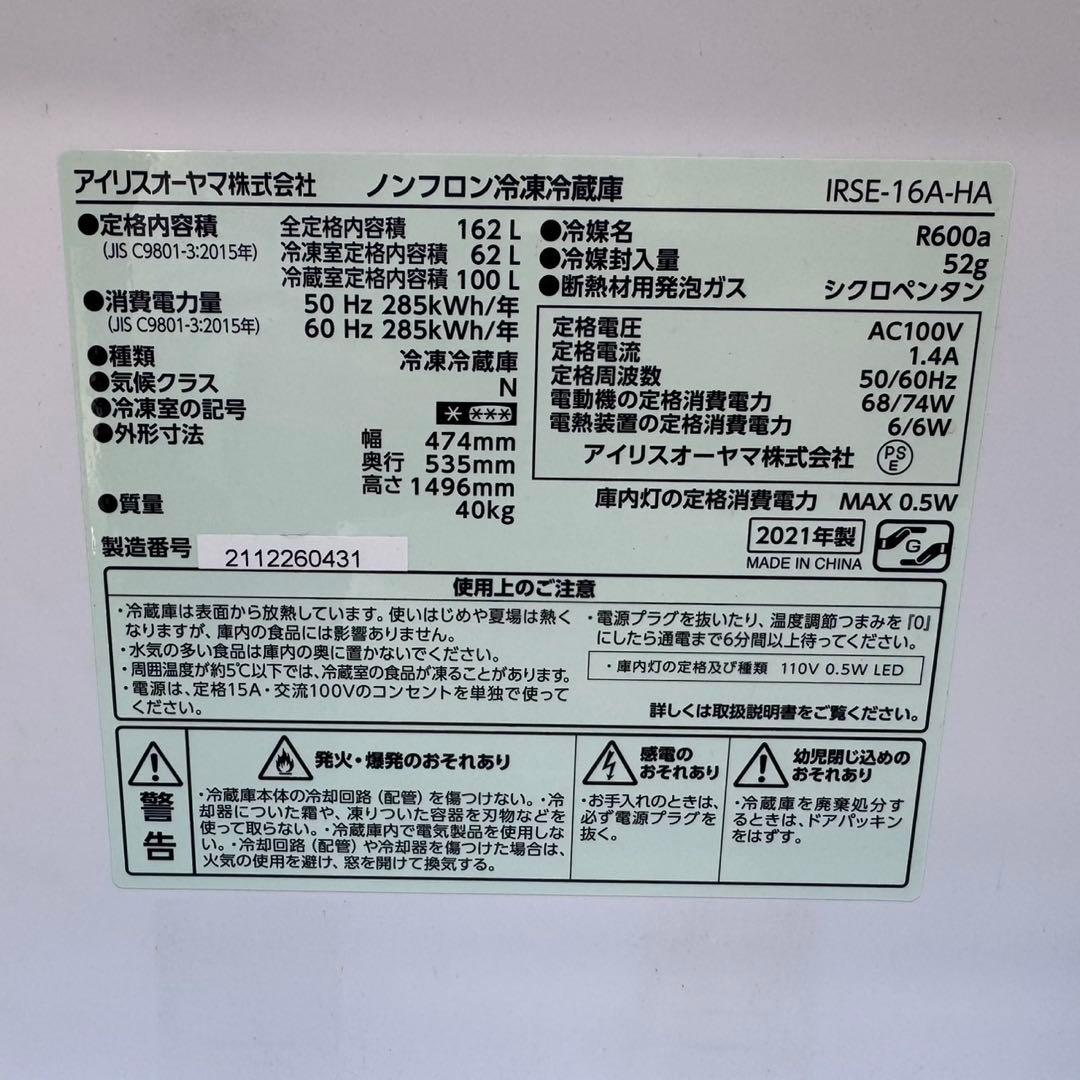 アイリスオーヤマ株式会社 ノンフロン冷凍冷蔵庫 IRSE-16A-HA
●定格内容積 全定格内容積 162 L
(JIS C9801-3:2015年) 冷凍室定格内容積 62 L
冷蔵室定格内容積 100 L
●消費電力量 50 Hz 285kWh/年
(JIS C9801-3:2015年) 60 Hz 285kWh/年
●種類 冷凍冷蔵庫
●気候クラス N
●冷凍室の記号 * ***
●外形寸法 幅 474mm
奥行 535mm
高さ 1496mm
●質量 40kg
製造番号 2112260431
●冷媒名 R600a
●冷媒封入量 52g
●断熱材用発泡ガス シクロペンタン
定格電圧 AC100V
定格電流 1.4A
定格周波数 50/60Hz
電動機の定格消費電力 68/74W
電熱装置の定格消費電力 6/6W
アイリスオーヤマ株式会社 PSE
庫内灯の定格消費電力 MAX 0.5W
2021年製
MADE IN CHINA
G
使用上のご注意
・冷蔵庫は表面から放熱しています。使いはじめや夏場は熱く
なりますが、庫内の食品には影響ありません。
・水気の多い食品は庫内の奥に置かないでください。
・周囲温度が約5℃以下では、冷蔵室の食品が凍ることがあります。
・電源は、定格15A・交流100Vのコンセントを単独で使って
ください。
・電源プラグを抜いたり、温度調節つまみを『0』
にしたら通電まで6分間以上待ってください。
・庫内灯の定格及び種類 110V 0.5W LED
詳しくは取扱説明書をご覧ください。
警告
発火・爆発のおそれあり
・冷蔵庫本体の冷却回路（配管）を傷つけない。・冷
却器についた霜や、凍りついた容器を刃物などを
使って取らない。・冷蔵庫内で電気製品を使用しな
い。・冷却回路（配管）や冷却器を傷つけた場合は、
火気の使用を避け、窓を開けて換気する。
感電の
おそれあり
・お手入れのときは、
必ず電源プラグを
抜く。
幼児閉じ込めの
おそれあり
・冷蔵庫を廃棄処分す
るときは、ドアパッキン
をはずす。